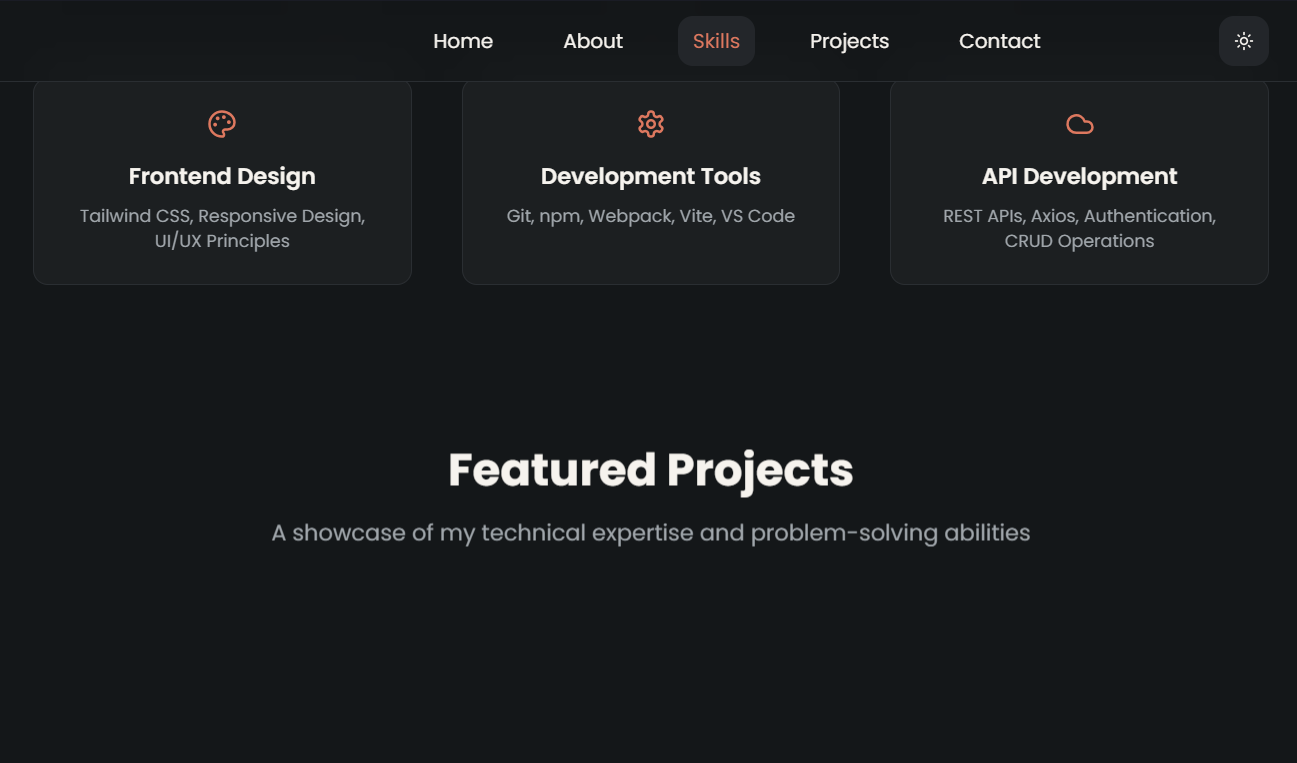 Home About Skills Projects Contact
Frontend Design
Tailwind CSS, Responsive Design,
UI/UX Principles
Development Tools
Git, npm, Webpack, Vite, VS Code
API Development
REST APIs, Axios, Authentication,
CRUD Operations
Featured Projects
A showcase of my technical expertise and problem-solving abilities